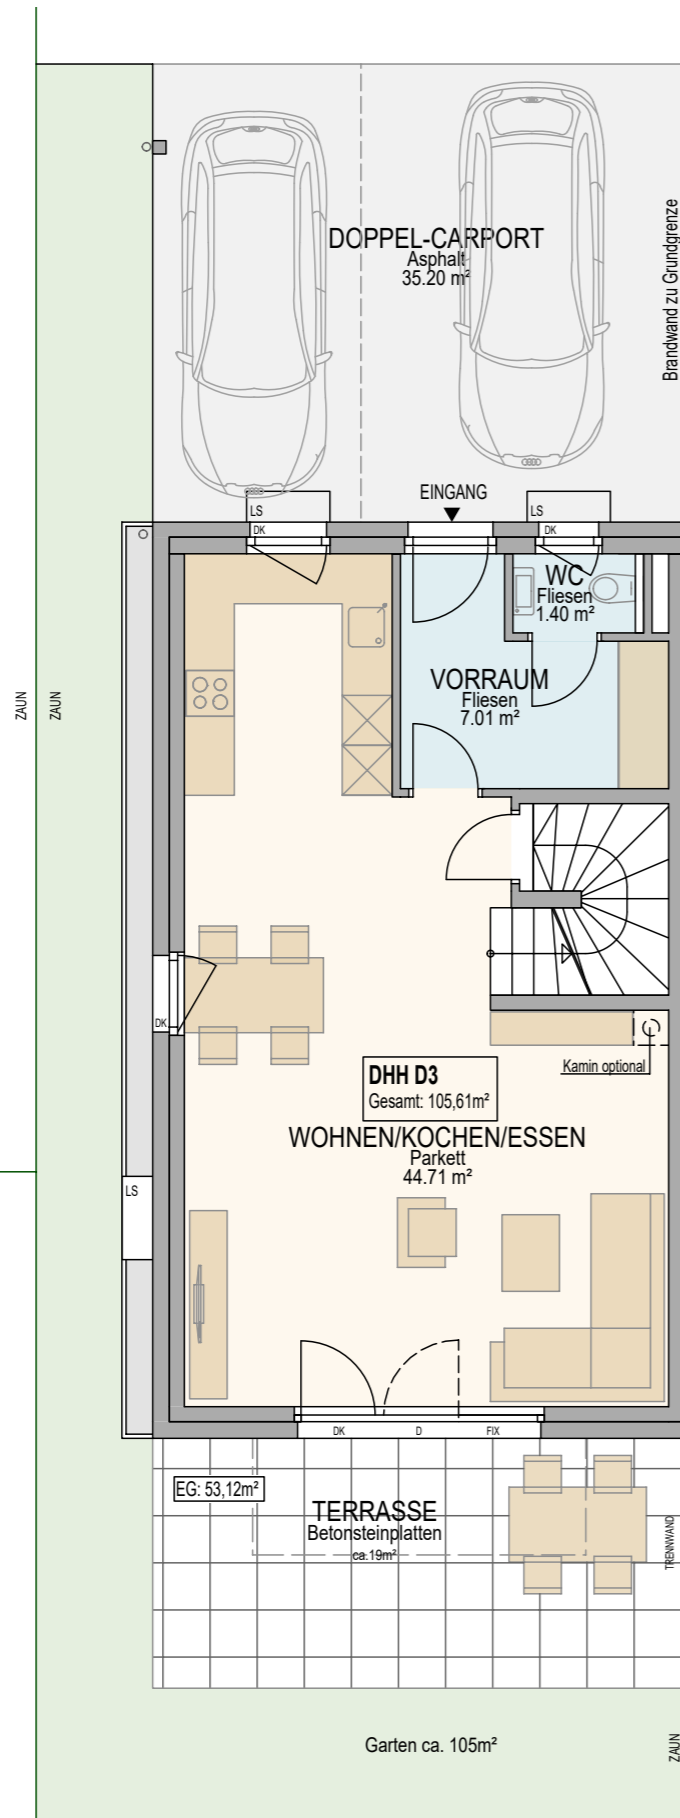 DOPPEL-CARPORT
Asphalt
35.20 m²
Brandwand zu Grundgrenze
EINGANG
LS
DK
LS
DK
WC
Fliesen
1.40 m²
VORRAUM
Fliesen
7.01 m²
ZAUN
ZAUN
DK
Kamin optional
DHH D3
Gesamt: 105,61m²
WOHNEN/KOCHEN/ESSEN
Parkett
44.71 m²
LS
DK
D
FIX
EG: 53,12m²
TERRASSE
Betonsteinplatten
ca.19m²
TRENNWAND
Garten ca. 105m²
ZAUN